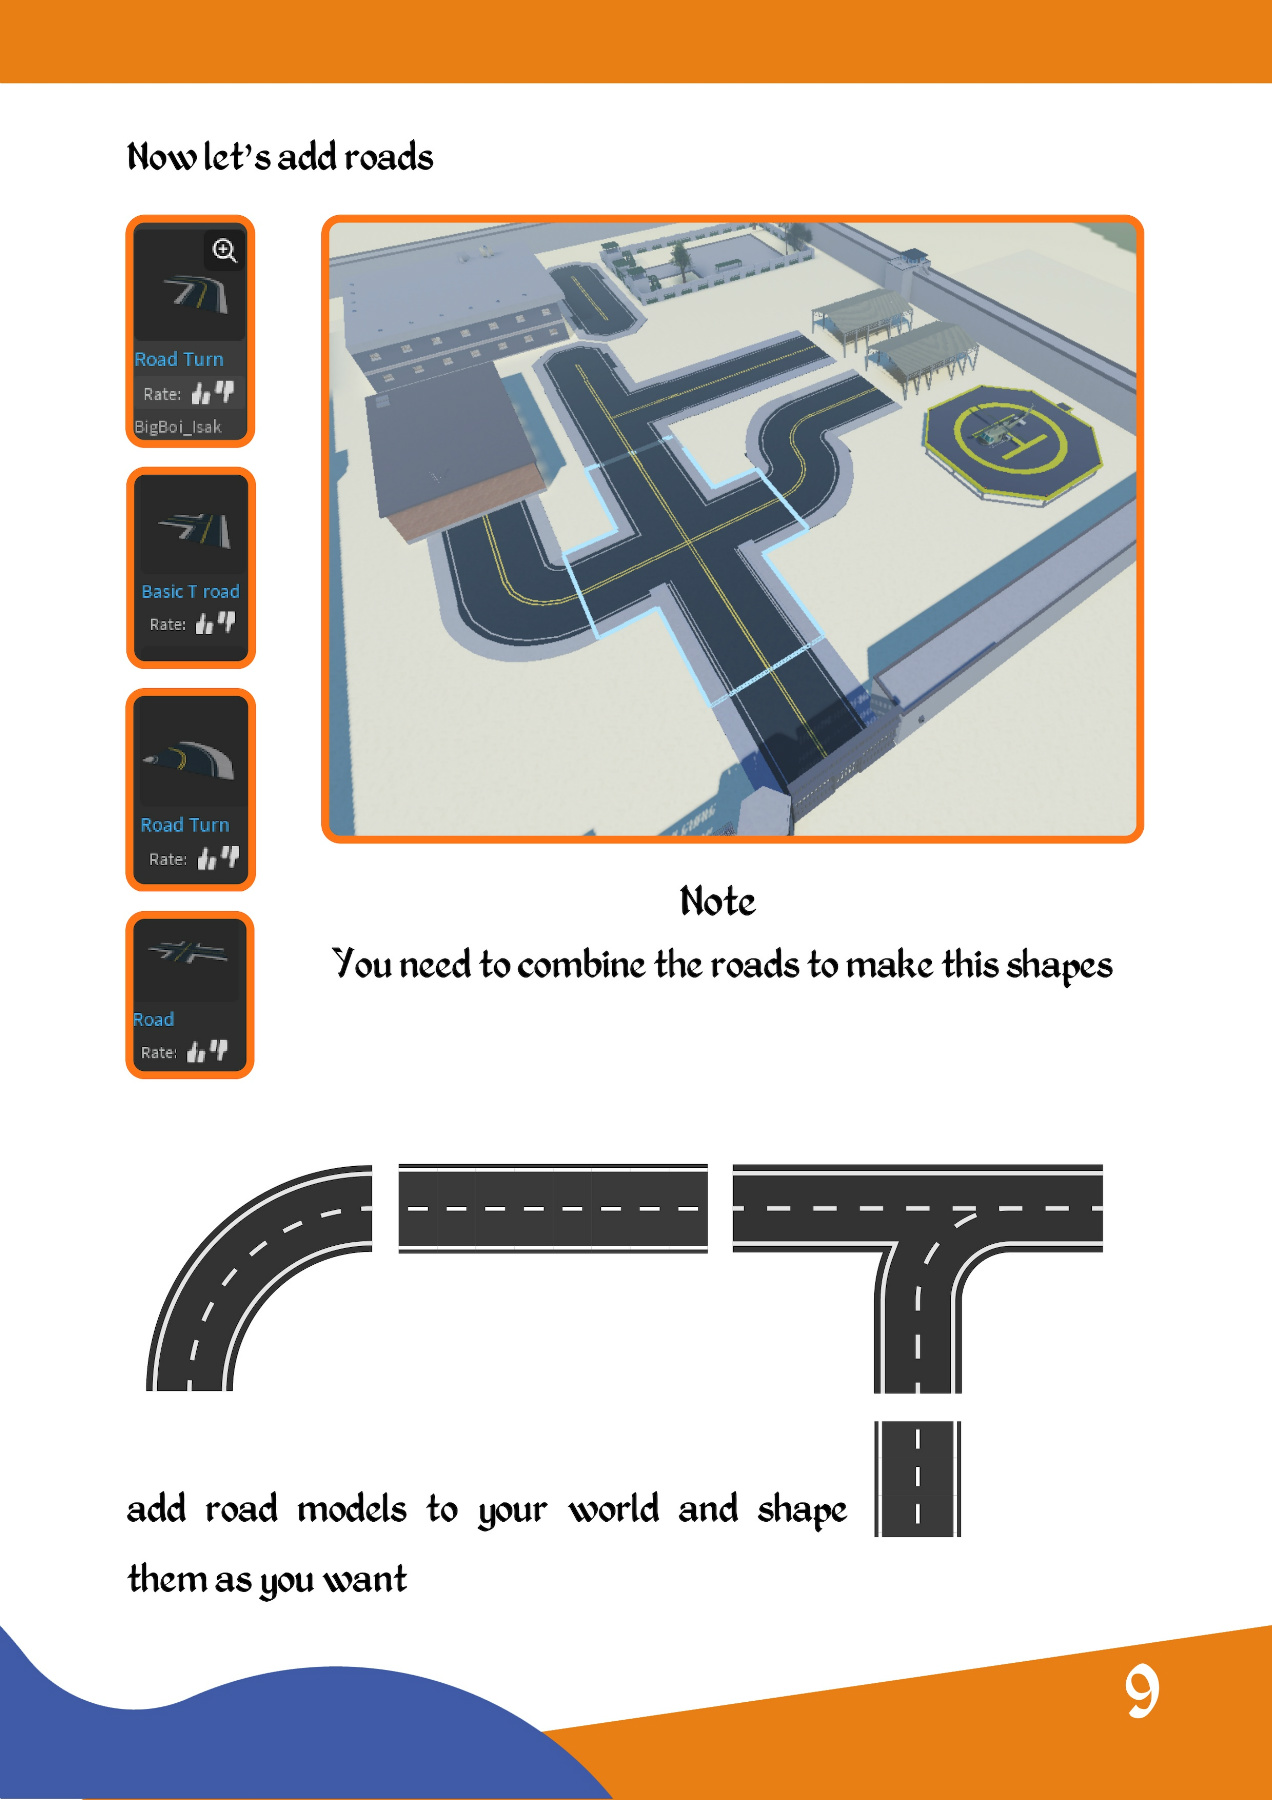 Now let's add roads
Road Turn
Rate:
BigBoi_Isak
Basic T road
Rate:
Road Turn
Rate:
Road
Rate:
Note
You need to combine the roads to make this shapes
add road models to your world and shape
them as you want
9